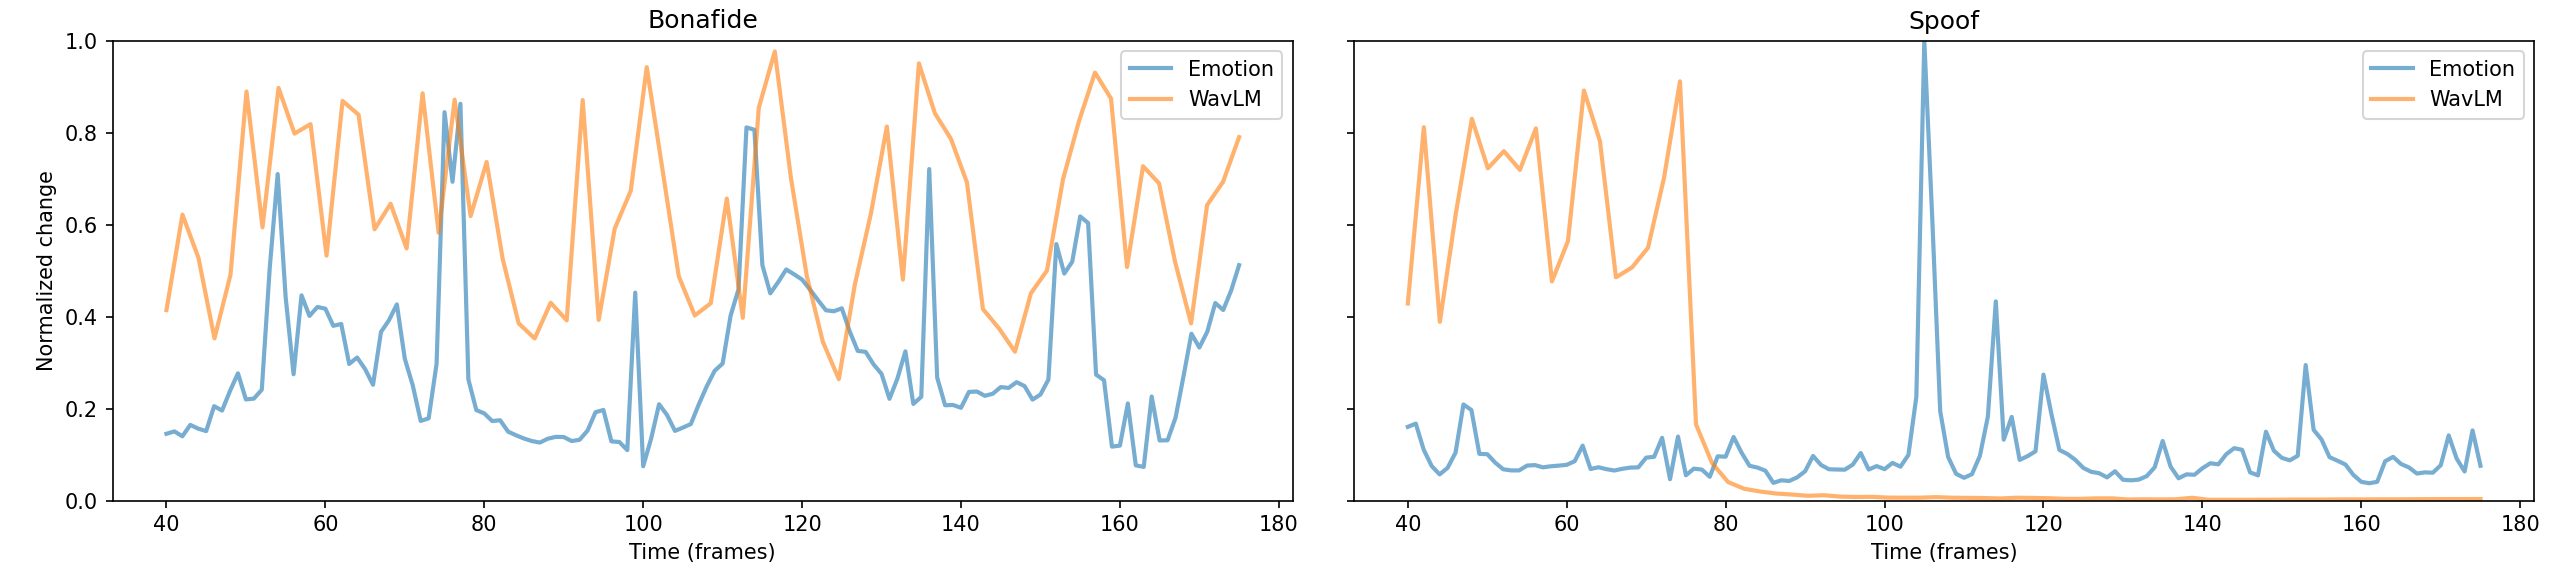 Bonafide
Normalized change
1.0
0.8
0.6
0.4
0.2
0.0
40 60 80 100 120 140 160 180
Time (frames)
Emotion
WavLM
Spoof
40 60 80 100 120 140 160 180
Time (frames)
Emotion
WavLM